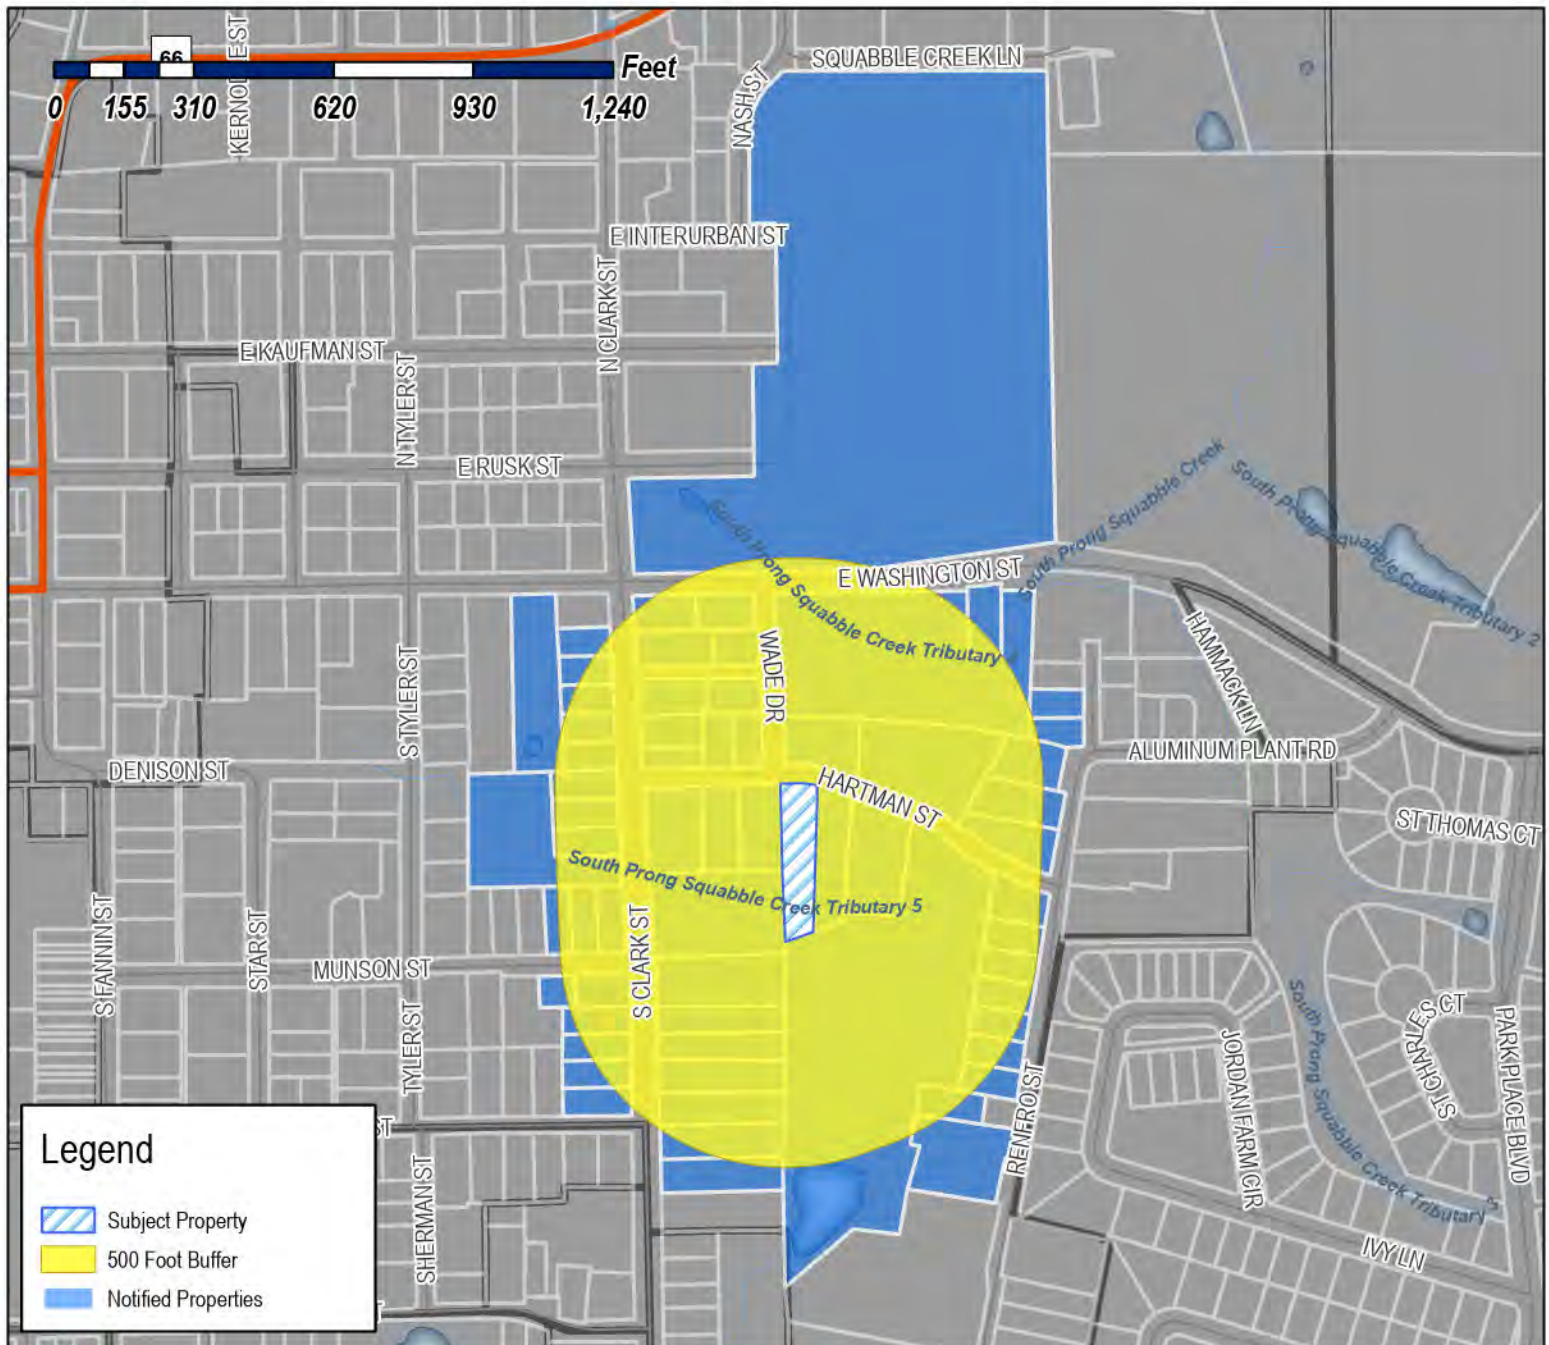 66
Feet
0 155 310 620 930 1,240
SQUABBLE CREEK LN
NASH ST
E INTERURBAN ST
N CLARK ST
E KAUFMAN ST
N TYLER ST
E RUSK ST
South Prong Squabble Creek
South Prong Squabble Creek Tributary 2
South Prong Squabble Creek Tributary
E WASHINGTON ST
WADE DR
HAMMACK LN
S TYLER ST
DENISON ST
ALUMINUM PLANT RD
HARTMAN ST
ST THOMAS CT
South Prong Squabble Creek Tributary 5
S FANNIN ST
STAR ST
MUNSON ST
S CLARK ST
TYLER ST
ST CHARLES CT
PARK PLACE BLVD
JORDAN FARM CIR
South Prong Squabble Creek Tributary 5
RENFRO ST
ST
SHERMAN ST
IVY LN
Legend
Subject Property
500 Foot Buffer
Notified Properties